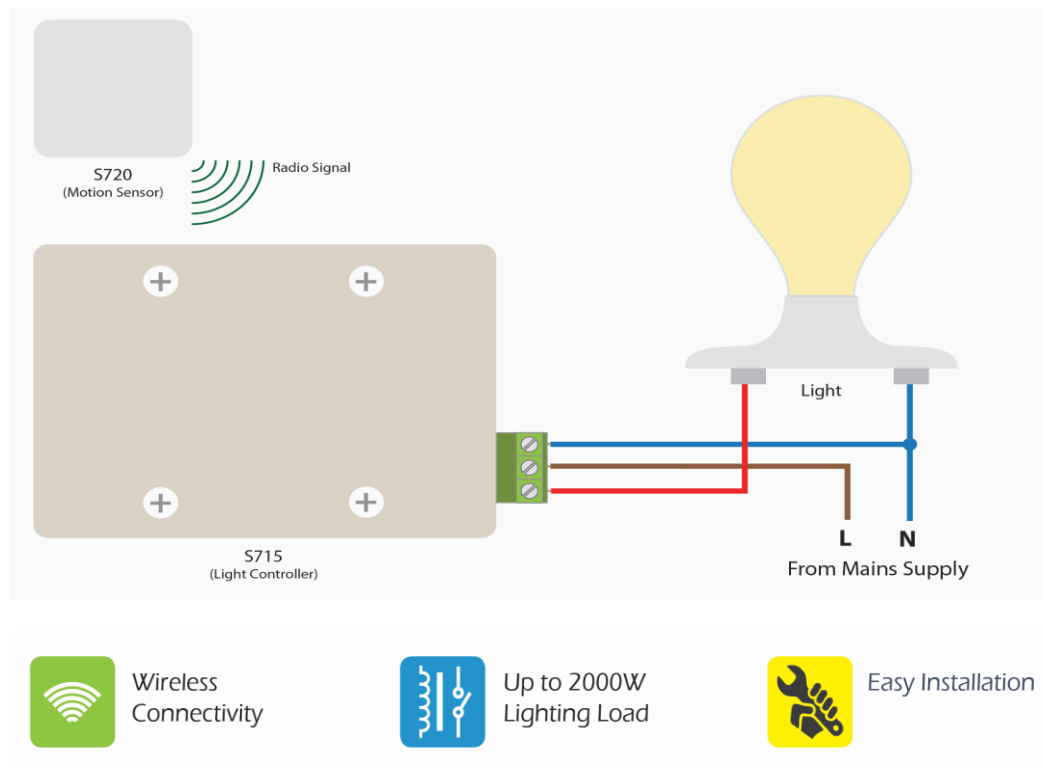 S720
(Motion Sensor)
Radio Signal
Light
S715
(Light Controller)
L N
From Mains Supply
Wireless
Connectivity
Up to 2000W
Lighting Load
Easy Installation